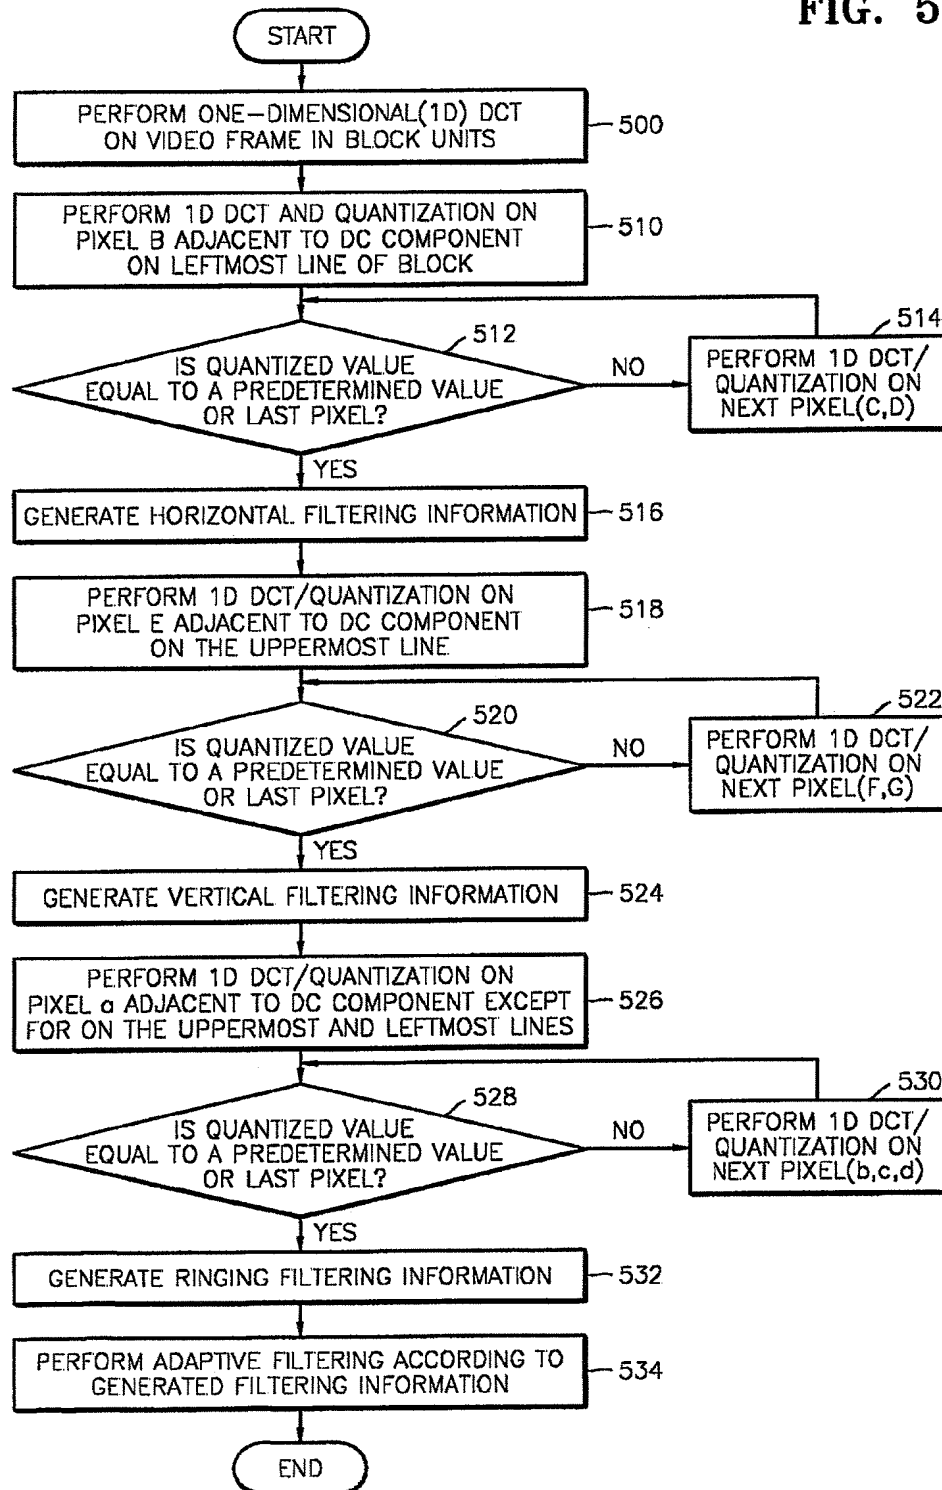 FIG. 5
START
PERFORM ONE-DIMENSIONAL(1D) DCT
ON VIDEO FRAME IN BLOCK UNITS
500
PERFORM 1D DCT AND QUANTIZATION ON
PIXEL B ADJACENT TO DC COMPONENT
ON LEFTMOST LINE OF BLOCK
510
IS QUANTIZED VALUE
EQUAL TO A PREDETERMINED VALUE
OR LAST PIXEL?
512
NO
514
PERFORM 1D DCT/
QUANTIZATION ON
NEXT PIXEL(C,D)
YES
GENERATE HORIZONTAL FILTERING INFORMATION
516
PERFORM 1D DCT/QUANTIZATION ON
PIXEL E ADJACENT TO DC COMPONENT
ON THE UPPERMOST LINE
518
IS QUANTIZED VALUE
EQUAL TO A PREDETERMINED VALUE
OR LAST PIXEL?
520
NO
522
PERFORM 1D DCT/
QUANTIZATION ON
NEXT PIXEL(F,G)
YES
GENERATE VERTICAL FILTERING INFORMATION
524
PERFORM 1D DCT/QUANTIZATION ON
PIXEL a ADJACENT TO DC COMPONENT EXCEPT
FOR ON THE UPPERMOST AND LEFTMOST LINES
526
IS QUANTIZED VALUE
EQUAL TO A PREDETERMINED VALUE
OR LAST PIXEL?
528
NO
530
PERFORM 1D DCT/
QUANTIZATION ON
NEXT PIXEL(b,c,d)
YES
GENERATE RINGING FILTERING INFORMATION
532
PERFORM ADAPTIVE FILTERING ACCORDING TO
GENERATED FILTERING INFORMATION
534
END